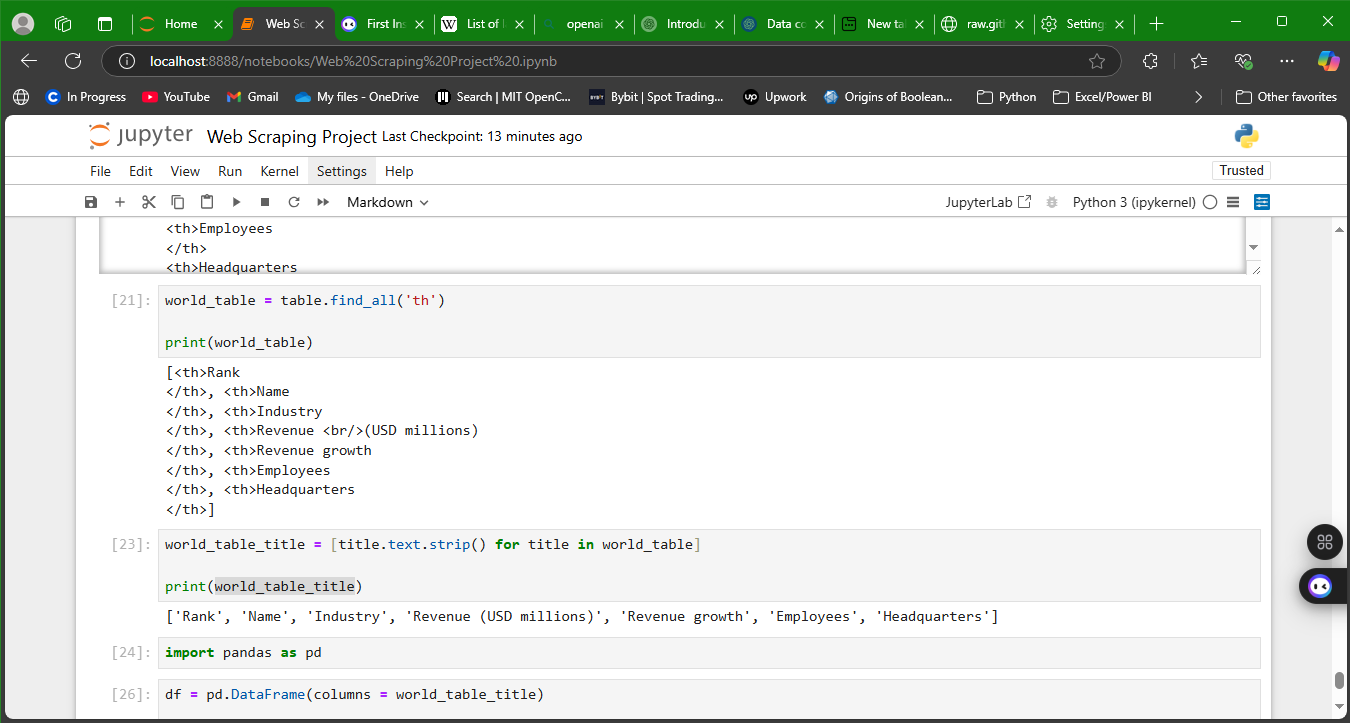 Home
Web Sc
First Ins
List of
openai
Introdu
Data co
New ta
raw.git
Setting
localhost:8888/notebooks/Web%20Scraping%20Project%20.ipynb
In Progress
YouTube
Gmail
My files - OneDrive
Search | MIT OpenC...
Bybit | Spot Trading...
Upwork
Origins of Boolean...
Python
Excel/Power BI
Other favorites
jupyter Web Scraping Project Last Checkpoint: 13 minutes ago
File Edit View Run Kernel Settings Help
Trusted
Markdown
JupyterLab
Python 3 (ipykernel)
<th>Employees
</th>
<th>Headquarters
[21]: world_table = table.find_all('th')
print(world_table)
[<th>Rank
</th>, <th>Name
</th>, <th>Industry
</th>, <th>Revenue <br/>(USD millions)
</th>, <th>Revenue growth
</th>, <th>Employees
</th>, <th>Headquarters
</th>]
[23]: world_table_title = [title.text.strip() for title in world_table]
print(world_table_title)
['Rank', 'Name', 'Industry', 'Revenue (USD millions)', 'Revenue growth', 'Employees', 'Headquarters']
[24]: import pandas as pd
[26]: df = pd.DataFrame(columns = world_table_title)